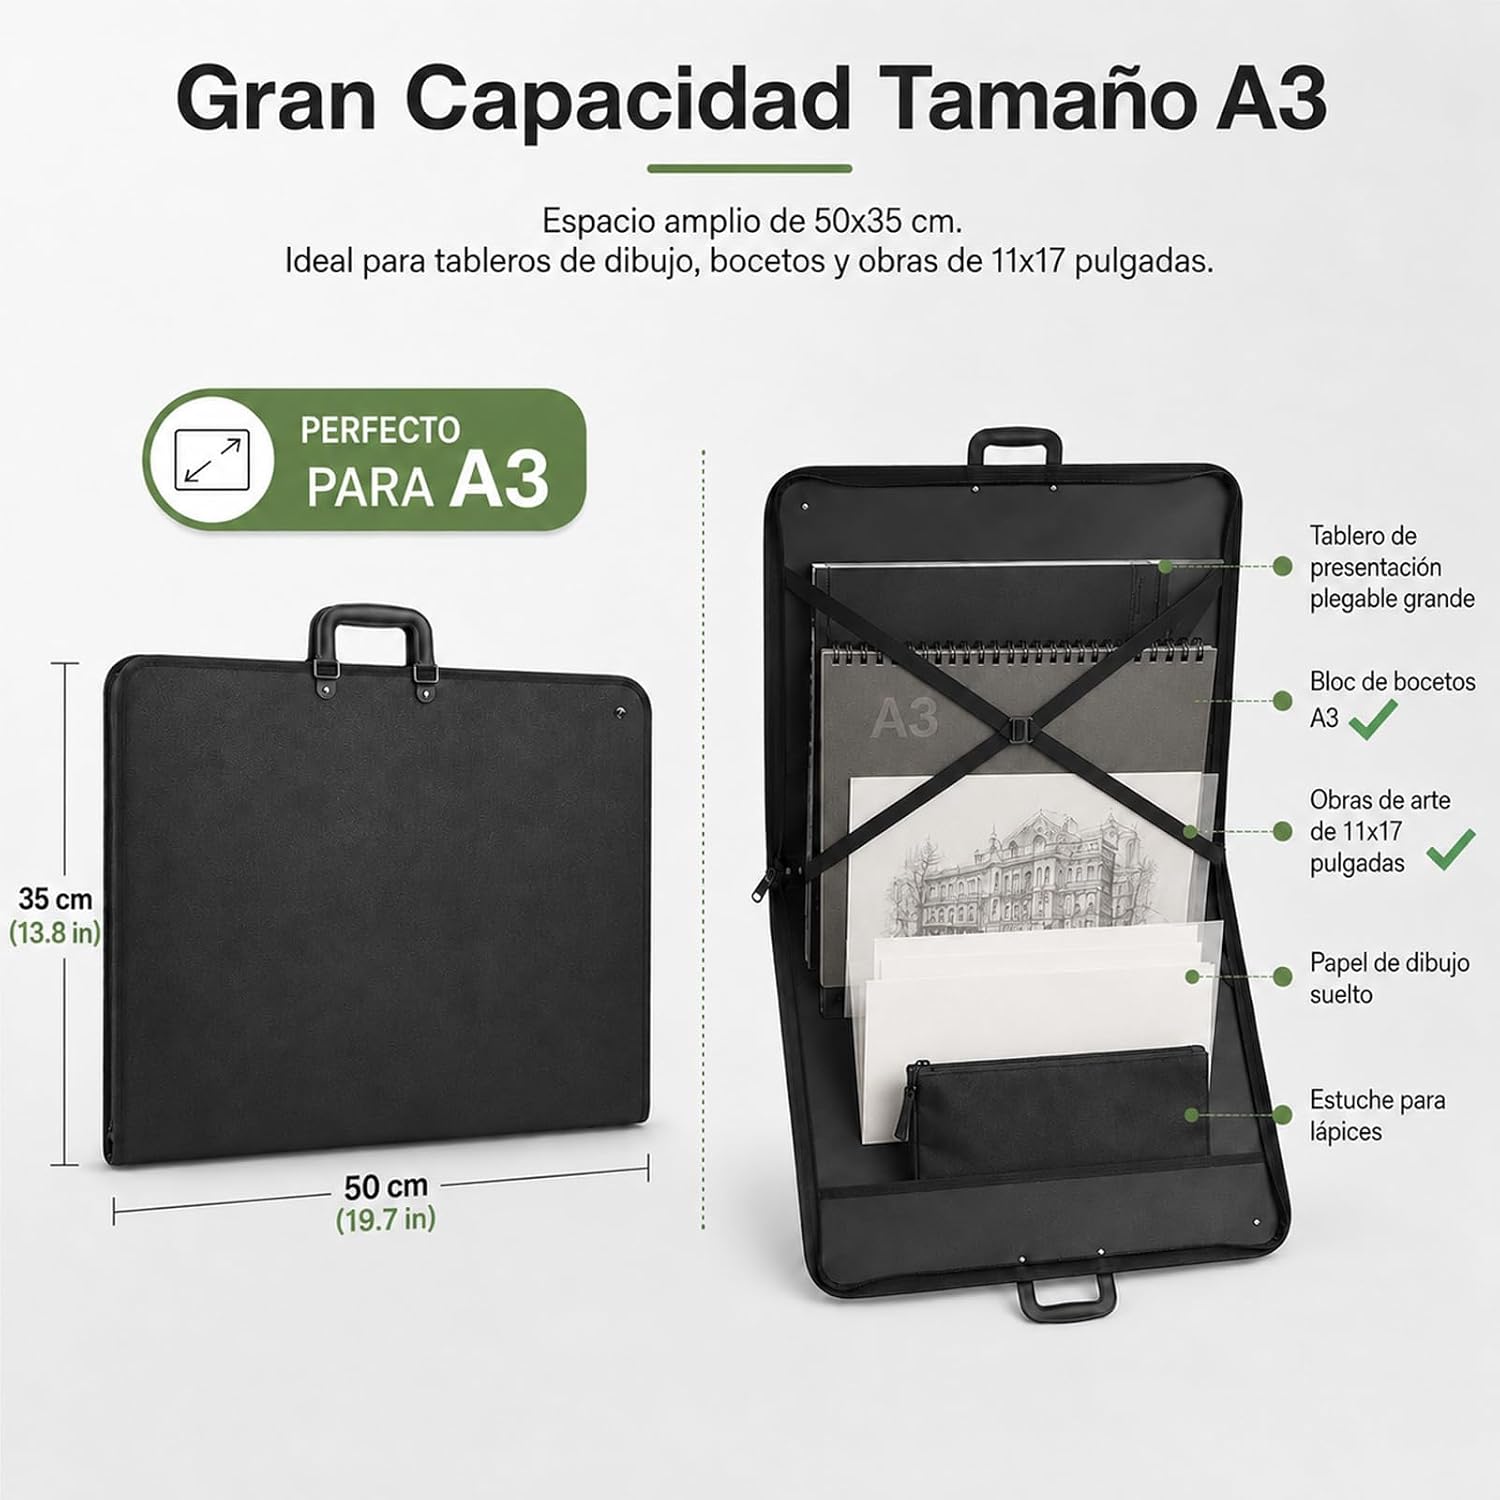 Gran Capacidad Tamaño A3
Espacio amplio de 50x35 cm.
Ideal para tableros de dibujo, bocetos y obras de 11x17 pulgadas.
PERFECTO
PARA A3
35 cm
(13.8 in)
50 cm
(19.7 in)
A3
Tablero de
presentación
plegable grande
Bloc de bocetos
A3
Obras de arte
de 11x17
pulgadas
Papel de dibujo
suelto
Estuche para
lápices